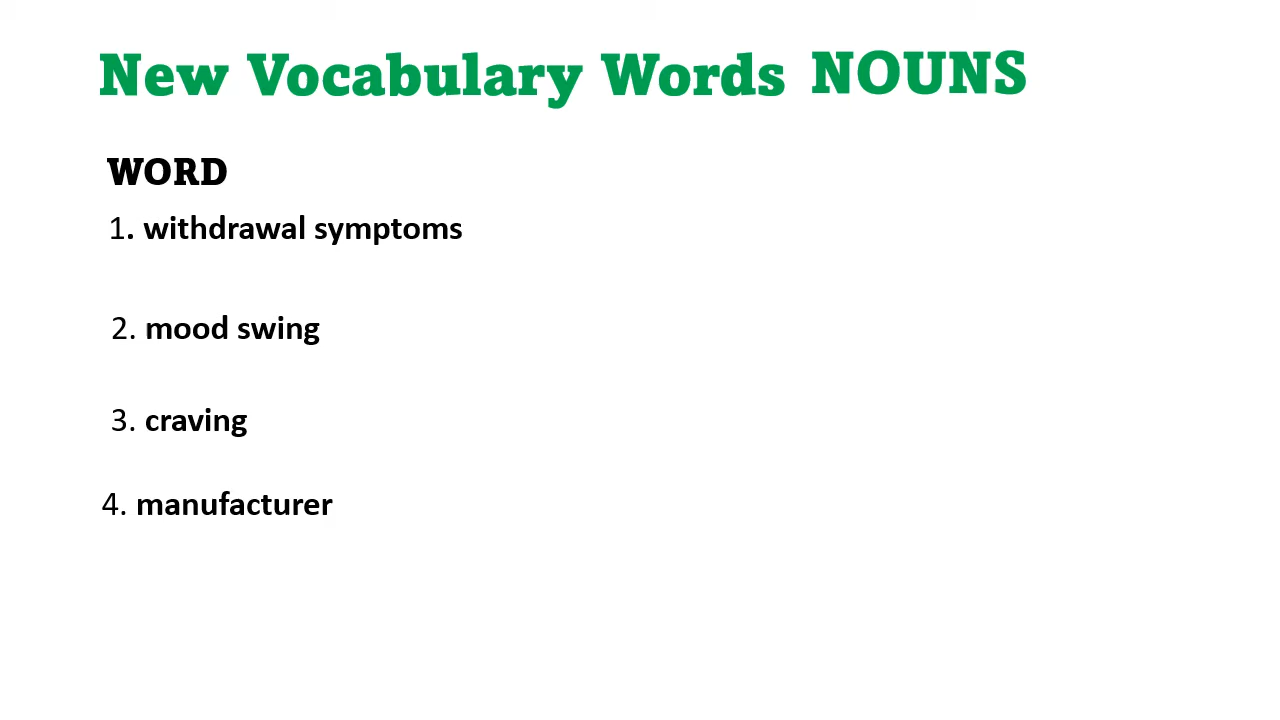 New Vocabulary Words NOUNS
WORD
1. withdrawal symptoms
2. mood swing
3. craving
4. manufacturer